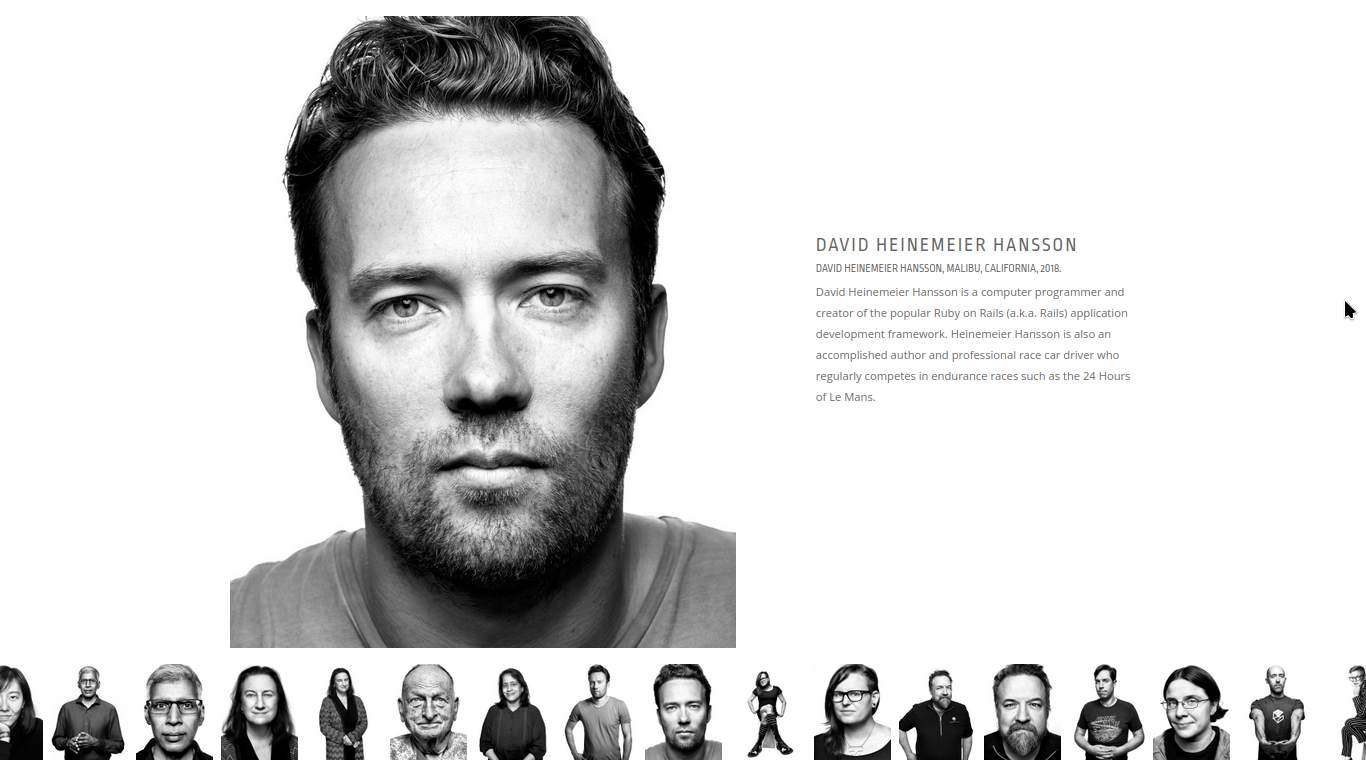 DAVID HEINEMEIER HANSSON
DAVID HEINEMEIER HANSSON, MALIBU, CALIFORNIA, 2018.
David Heinemeier Hansson is a computer programmer and
creator of the popular Ruby on Rails (a.k.a. Rails) application
development framework. Heinemeier Hansson is also an
accomplished author and professional race car driver who
regularly competes in endurance races such as the 24 Hours
of Le Mans.